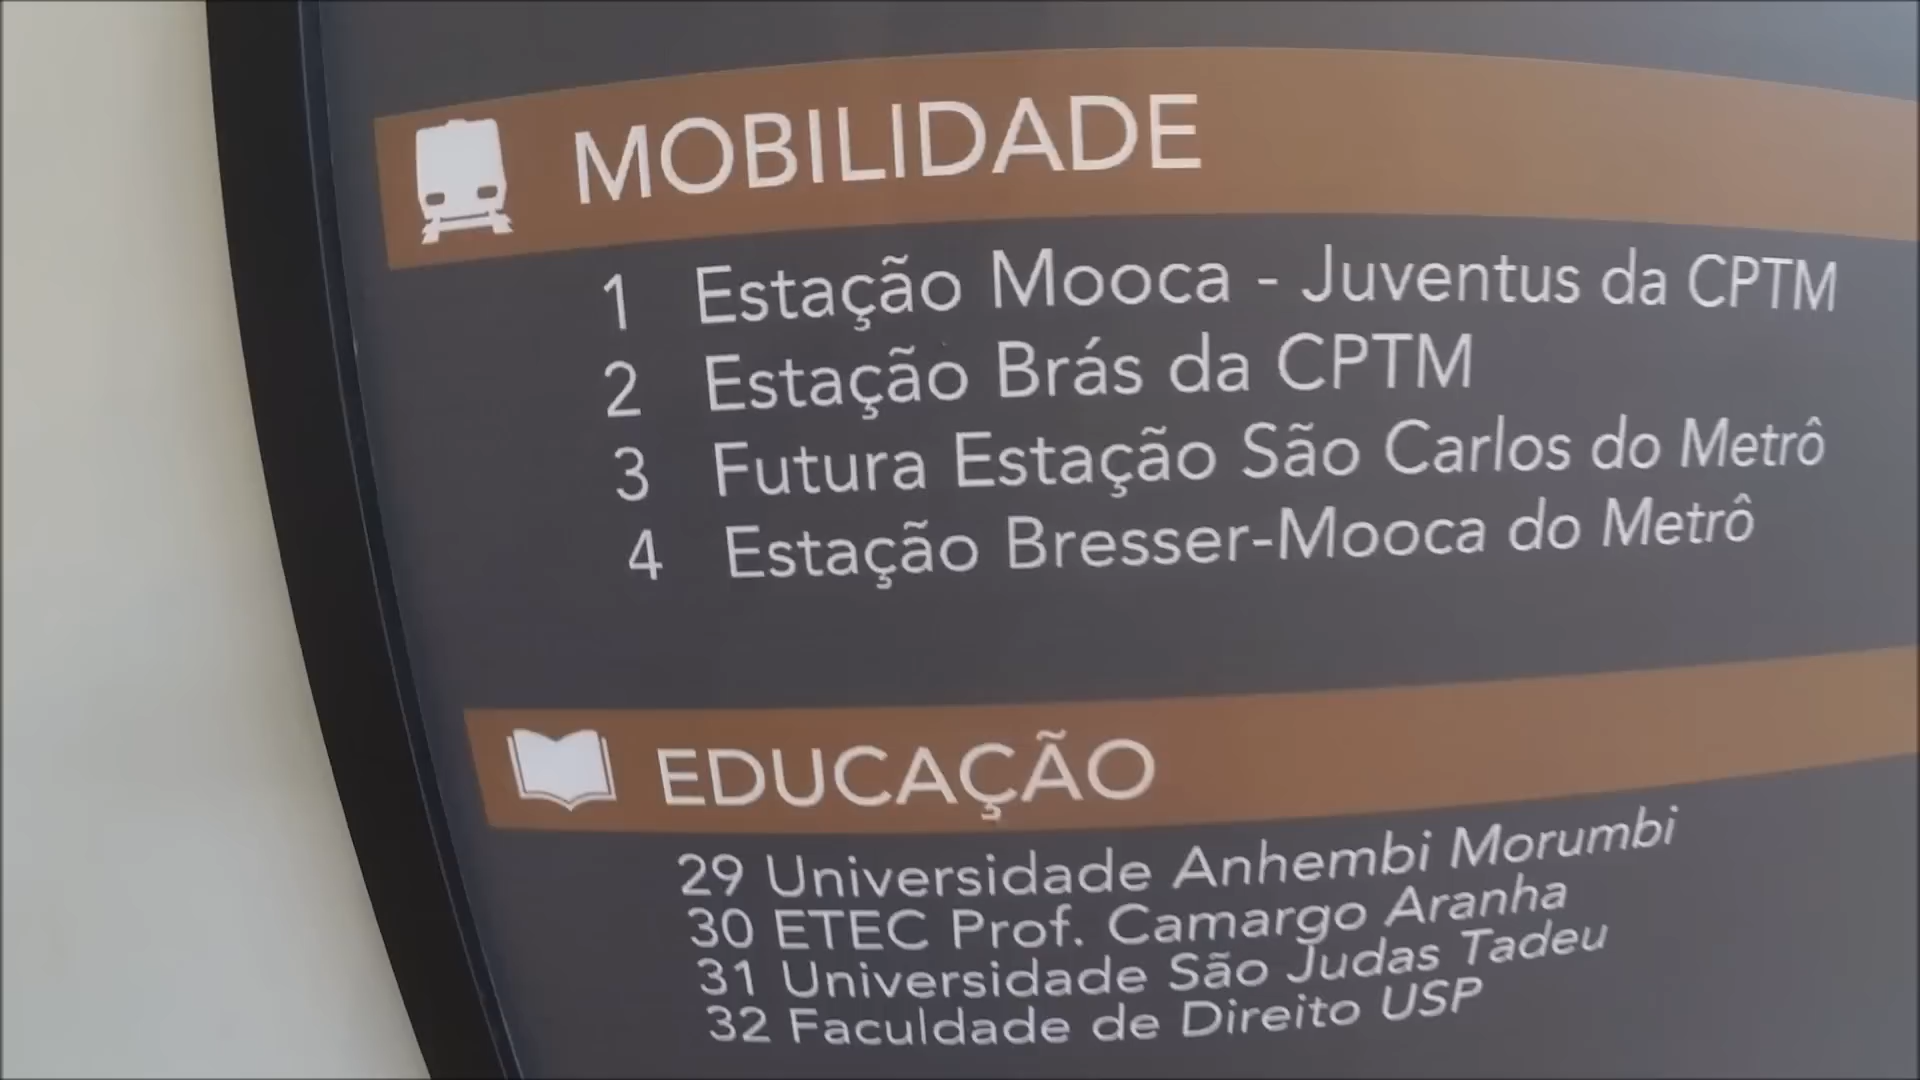 MOBILIDADE
1 Estação Mooca - Juventus da CPTM
2 Estação Brás da CPTM
3 Futura Estação São Carlos do Metrô
4 Estação Bresser-Mooca do Metrô
EDUCAÇÃO
29 Universidade Anhembi Morumbi
30 ETEC Prof. Camargo Aranha
31 Universidade São Judas Tadeu
32 Faculdade de Direito USP